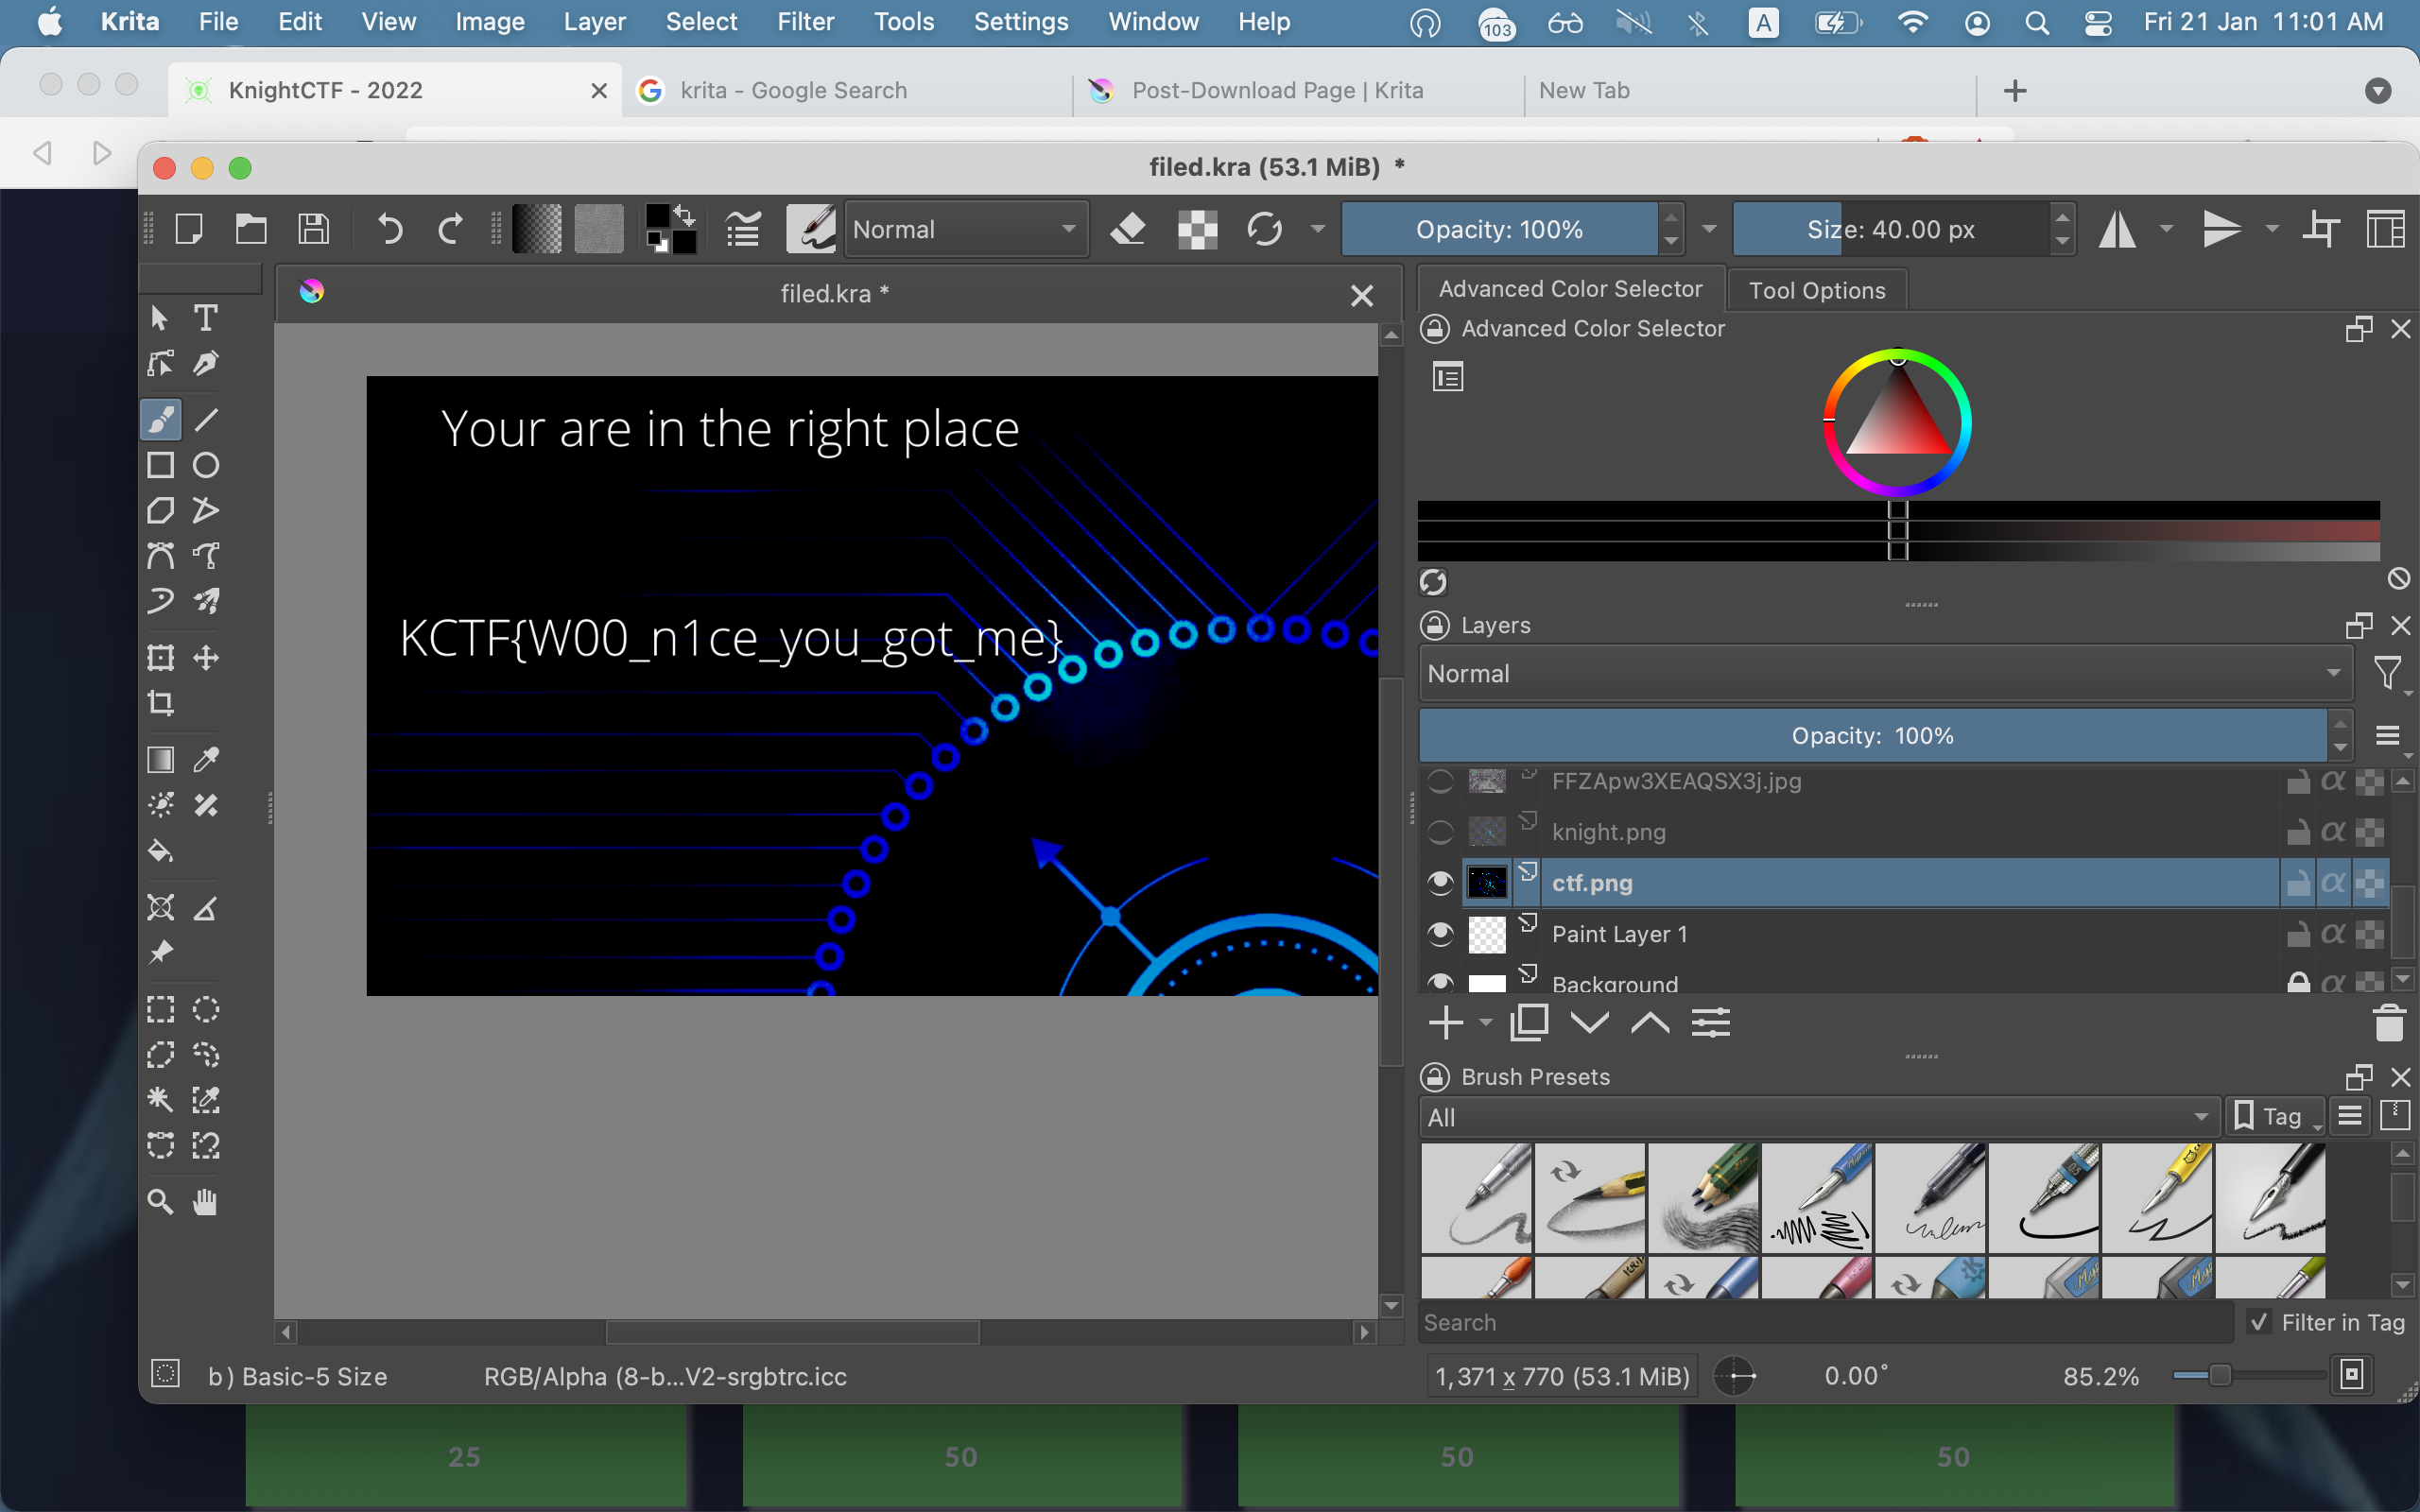 Krita File Edit View Image Layer Select Filter Tools Settings Window Help 103 A Fri 21 Jan 11:01 AM
KnightCTF - 2022 krita - Google Search Post-Download Page | Krita New Tab
filed.kra (53.1 MiB) *
Normal Opacity: 100% Size: 40.00 px
filed.kra *
Advanced Color Selector Tool Options
Advanced Color Selector
Your are in the right place
KCTF{W00_n1ce_you_got_me}
Layers
Normal
Opacity: 100%
FFZApw3XEAQSX3j.jpg
knight.png
ctf.png
Paint Layer 1
Background
Brush Presets
All Tag
Search Filter in Tag
b) Basic-5 Size RGB/Alpha (8-b...V2-srgbtrc.icc 1,371 x 770 (53.1 MiB) 0.00° 85.2%
25 50 50 50